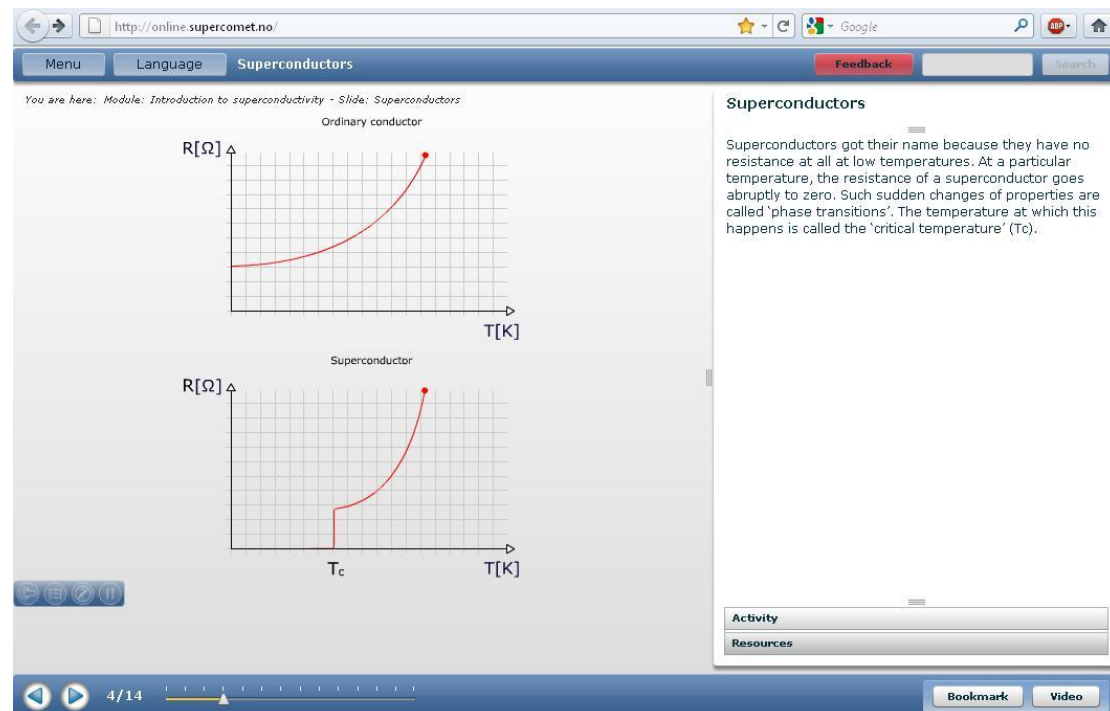 http://online.supercomet.no/
Google
ABP
Menu
Language
Superconductors
Feedback
Search
You are here: Module: Introduction to superconductivity - Slide: Superconductors
Ordinary conductor
R[Ω]
T[K]
Superconductor
R[Ω]
Tc
T[K]
Superconductors
Superconductors got their name because they have no
resistance at all at low temperatures. At a particular
temperature, the resistance of a superconductor goes
abruptly to zero. Such sudden changes of properties are
called ‘phase transitions’. The temperature at which this
happens is called the ‘critical temperature’ (Tc).
Activity
Resources
4/14
Bookmark
Video